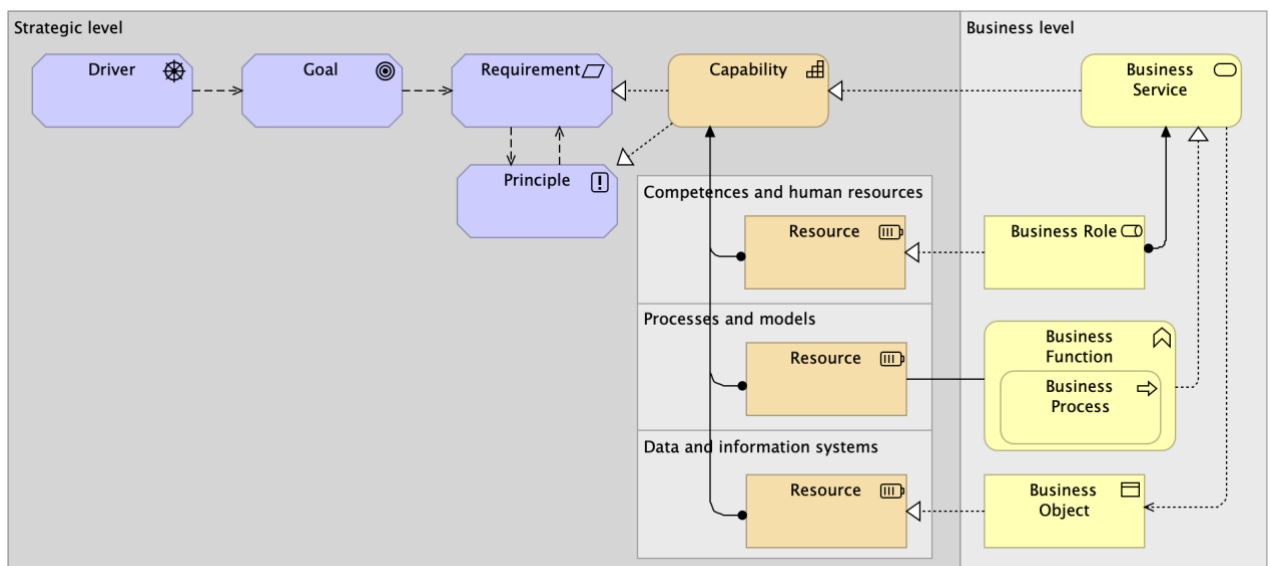 Strategic level
Business level
Driver
Goal
Requirement
Capability
Business
Service
Principle
Competences and human resources
Resource
Business Role
Processes and models
Resource
Business
Function
Business
Process
Data and information systems
Resource
Business
Object